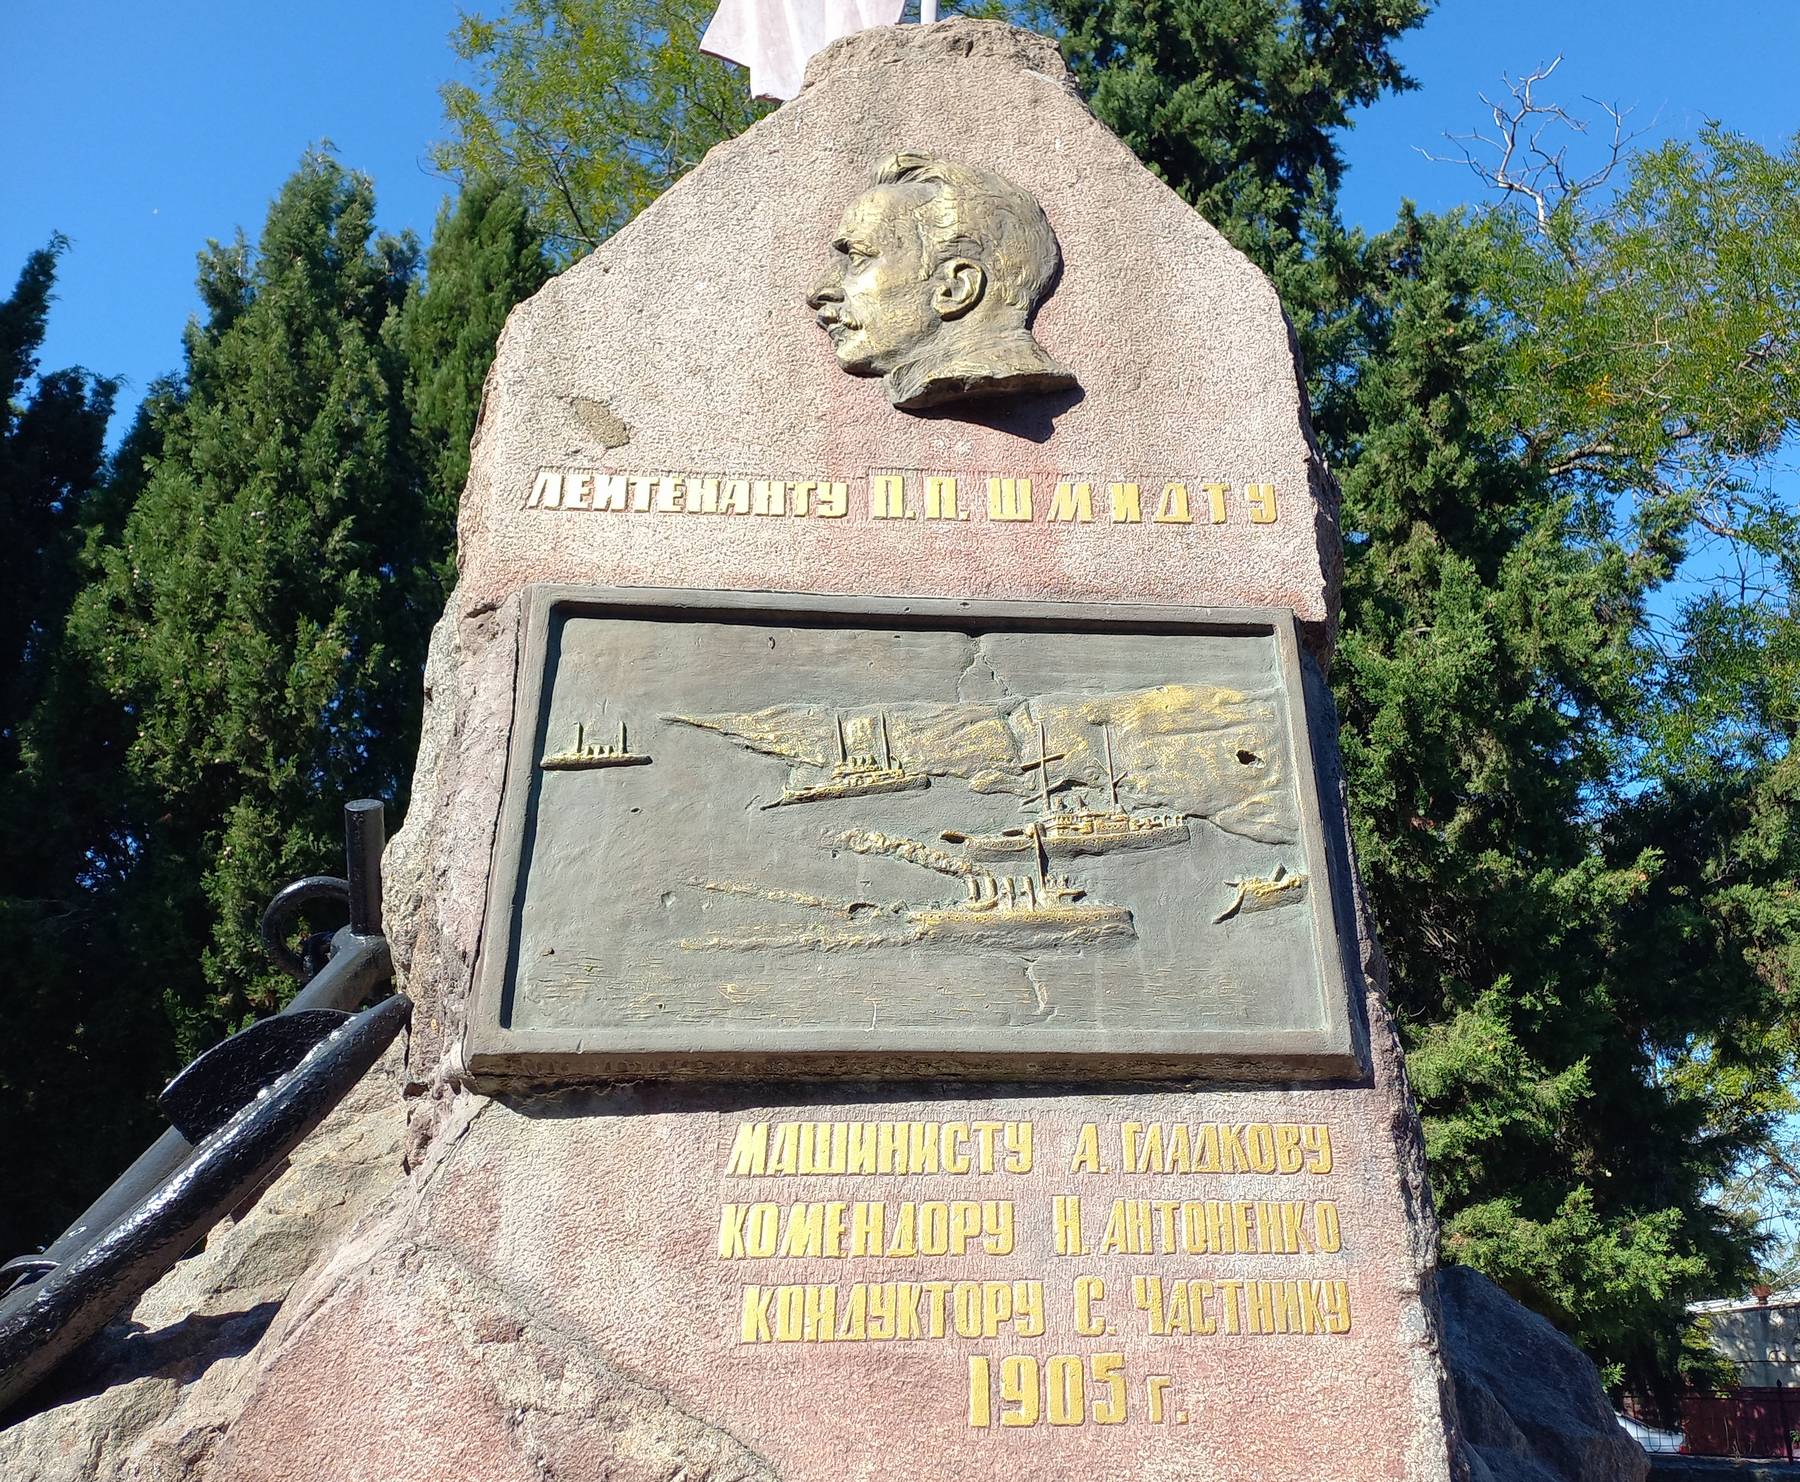 ЛЕЙТЕНАНТУ П.П. ШМИДТУ
МАШИНИСТУ А. ГЛАДКОВУ
КОМЕНДОРУ Н. АНТОНЕНКО
КОНДУКТОРУ С. ЧАСТНИКУ
1905 г.